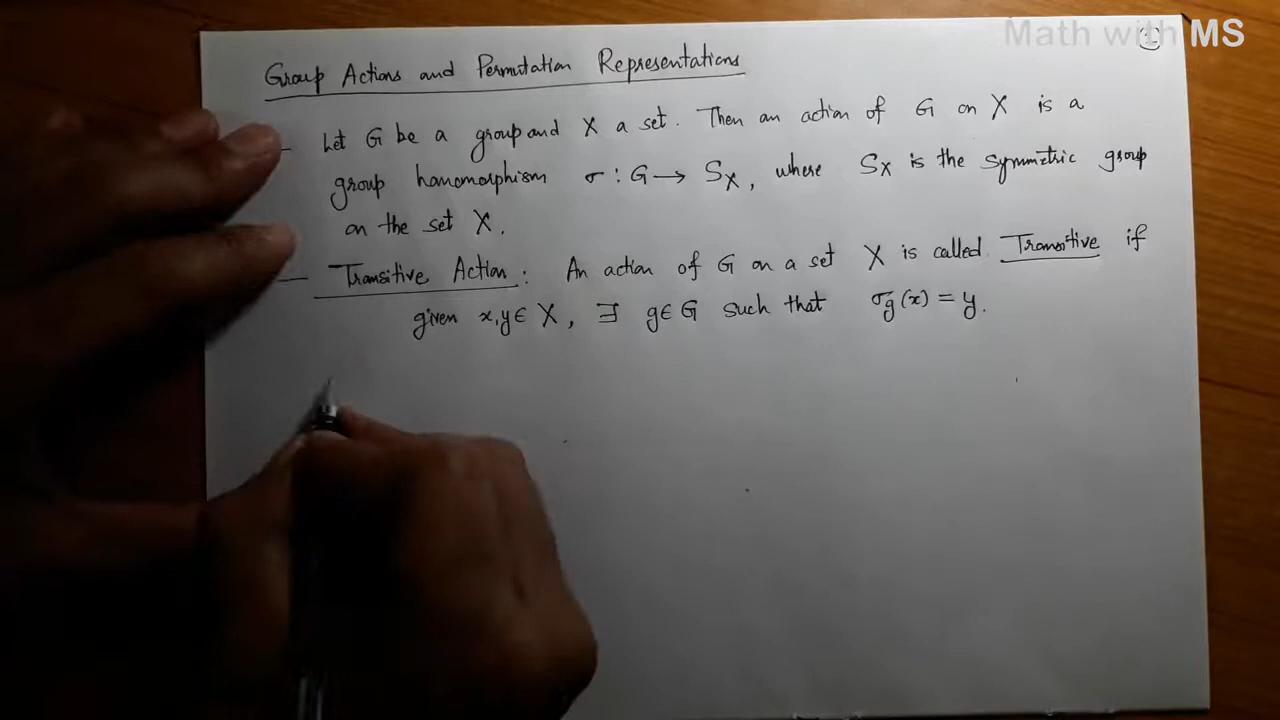 Math with MS
1
Group Actions and Permutation Representations
- Let G be a group and X a set. Then an action of G on X is a
group homomorphism σ : G → S_X, where S_X is the symmetric group
on the set X.
- Transitive Action : An action of G on a set X is called Transitive if
given x, y ∈ X, ∃ g ∈ G such that σ_g(x) = y.